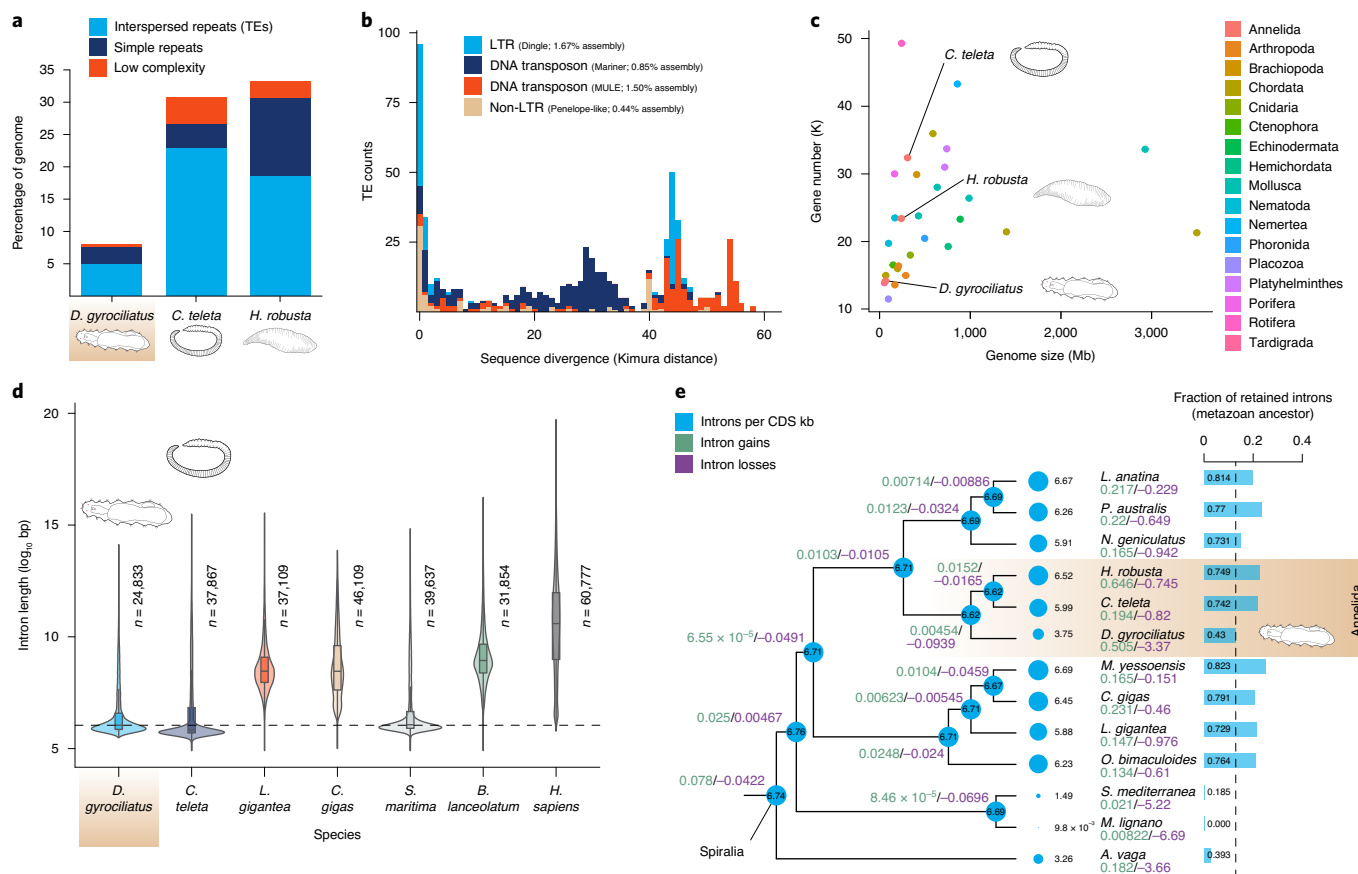 a
Interspersed repeats (TEs)
Simple repeats
Low complexity
Percentage of genome
35
30
25
20
15
10
5
D. gyrociliatus
C. teleta
H. robusta
b
LTR (Dingle; 1.67% assembly)
DNA transposon (Mariner; 0.85% assembly)
DNA transposon (MULE; 1.50% assembly)
Non-LTR (Penelope-like; 0.44% assembly)
TE counts
100
75
50
25
0
20
40
60
Sequence divergence (Kimura distance)
c
Gene number (K)
50
40
30
20
10
C. teleta
H. robusta
D. gyrociliatus
0
1,000
2,000
3,000
Genome size (Mb)
Annelida
Arthropoda
Brachiopoda
Chordata
Cnidaria
Ctenophora
Echinodermata
Hemichordata
Mollusca
Nematoda
Nemertea
Phoronida
Placozoa
Platyhelminthes
Porifera
Rotifera
Tardigrada
d
Intron length (log10 bp)
20
15
10
5
n = 24,833
n = 37,867
n = 37,109
n = 46,109
n = 39,637
n = 31,854
n = 60,777
D. gyrociliatus
C. teleta
L. gigantea
C. gigas
S. maritima
B. lanceolatum
H. sapiens
Species
e
Introns per CDS kb
Intron gains
Intron losses
Fraction of retained introns
(metazoan ancestor)
0
0.2
0.4
0.00714/–0.00886
6.69
6.67
L. anatina
0.217/–0.229
0.814
0.0123/–0.0324
6.69
6.26
P. australis
0.22/–0.649
0.77
5.91
N. geniculatus
0.165/–0.942
0.731
0.0103/–0.0105
6.71
0.0152/
–0.0165
6.62
6.52
H. robusta
0.646/–0.745
0.749
6.62
5.99
C. teleta
0.194/–0.82
0.742
0.00454/
–0.0939
3.75
D. gyrociliatus
0.505/–3.37
0.43
Annelida
6.55 × 10–5/–0.0491
6.71
0.0104/–0.0459
6.67
6.69
M. yessoensis
0.165/–0.151
0.823
0.00623/–0.00545
6.71
6.45
C. gigas
0.231/–0.46
0.791
0.025/0.00467
6.76
6.71
5.88
L. gigantea
0.147/–0.976
0.729
0.0248/–0.024
6.23
O. bimaculoides
0.134/–0.61
0.764
0.078/–0.0422
6.74
8.46 × 10–5/–0.0696
6.69
1.49
S. mediterranea
0.021/–5.22
0.185
9.8 × 10–3
M. lignano
0.00822/–6.69
0.000
Spiralia
3.26
A. vaga
0.182/–3.66
0.393